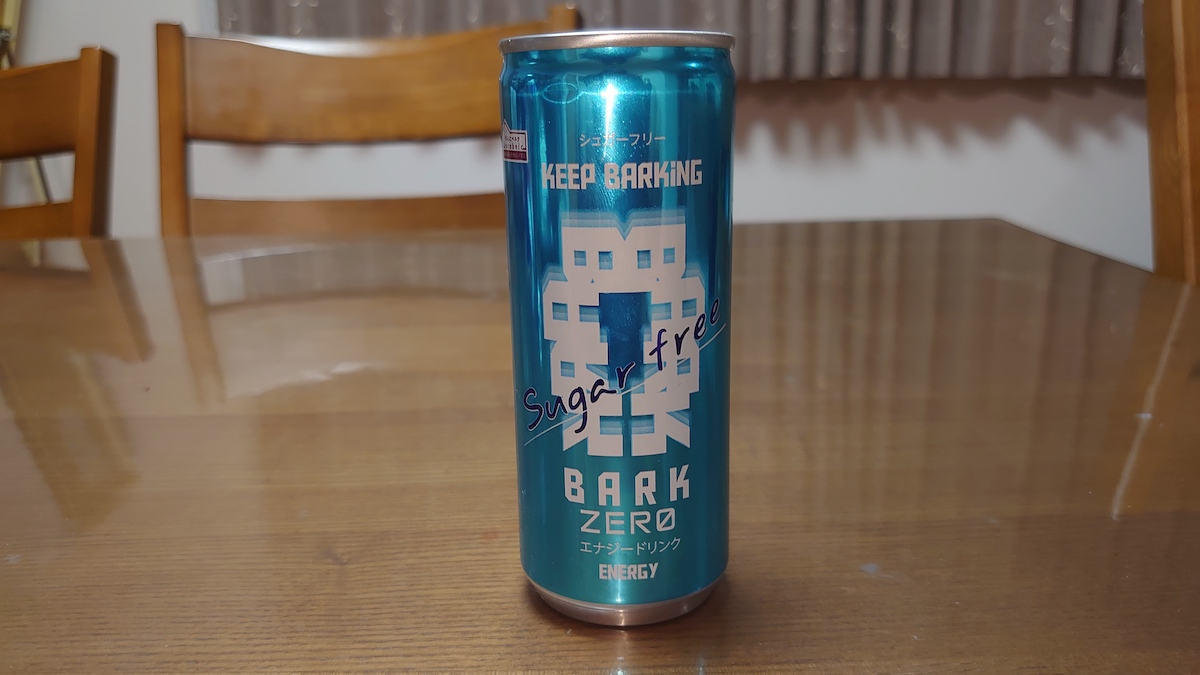 シュガーフリー
KEEP BARKiNG
Sugar free
BARK
ZERO
エナジードリンク
ENERGY